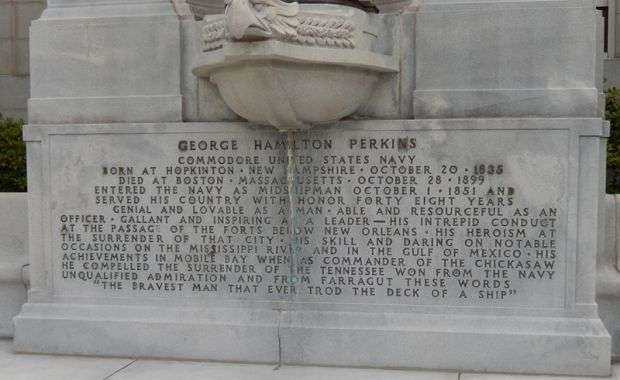 GEORGE HAMILTON PERKINS
COMMODORE UNITED STATES NAVY
BORN AT HOPKINTON · NEW HAMPSHIRE · OCTOBER 20 · 1835
DIED AT BOSTON · MASSACHUSETTS · OCTOBER 28 · 1899
ENTERED THE NAVY A MIDSHIPMAN OCTOBER 1 · 1851 AND
SERVED HIS COUNTRY WITH HONOR FORTY EIGHT YEARS
GENIAL AND LOVABLE AS A MAN · ABLE AND RESOURCEFUL AS AN
OFFICER · GALLANT AND INSPIRING AS A LEADER — HIS INTREPID CONDUCT
AT THE PASSAGE OF THE FORTS BELOW NEW ORLEANS · HIS HEROISM AT
THE SURRENDER OF THAT CITY · HIS SKILL AND DARING ON NOTABLE
OCCASIONS ON THE MISSISSIPPI RIVER AND IN THE GULF OF MEXICO · HIS
ACHIEVEMENTS IN MOBILE BAY WHEN AS COMMANDER OF THE CHICKASAW
HE COMPELLED THE SURRENDER OF THE TENNESSEE WON FROM THE NAVY
UNQUALIFIED ADMIRATION AND FROM FARRAGUT THESE WORDS
"THE BRAVEST MAN THAT EVER TROD THE DECK OF A SHIP"